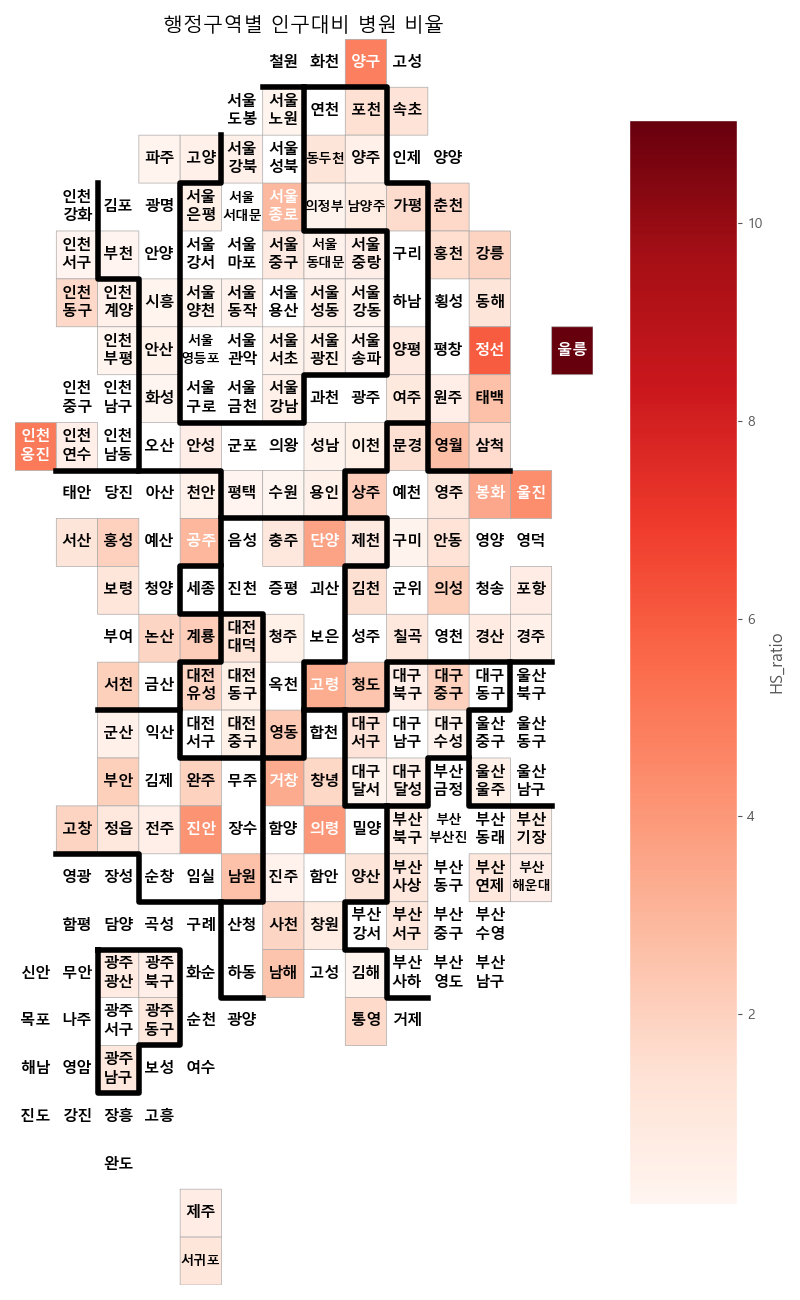 행정구역별 인구대비 병원 비율
철원 화천 양구 고성
서울 도봉 서울 노원 연천 포천 속초
파주 고양 서울 강북 서울 성북 동두천 양주 인제 양양
인천 강화 김포 광명 서울 은평 서울 서대문 서울 종로 의정부 남양주 가평 춘천
인천 서구 부천 안양 서울 강서 서울 마포 서울 중구 서울 동대문 서울 중랑 구리 홍천 강릉
인천 동구 인천 계양 시흥 서울 양천 서울 동작 서울 용산 서울 성동 서울 강동 하남 횡성 동해
인천 부평 안산 서울 영등포 서울 관악 서울 서초 서울 광진 서울 송파 양평 평창 정선 울릉
인천 중구 인천 남구 화성 서울 구로 서울 금천 서울 강남 과천 광주 여주 원주 태백
인천 옹진 인천 연수 인천 남동 오산 안성 군포 의왕 성남 이천 문경 영월 삼척
태안 당진 아산 천안 평택 수원 용인 상주 예천 영주 봉화 울진
서산 홍성 예산 공주 음성 충주 단양 제천 구미 안동 영양 영덕
보령 청양 세종 진천 증평 괴산 김천 군위 의성 청송 포항
부여 논산 계룡 대전 대덕 청주 보은 성주 칠곡 영천 경산 경주
서천 금산 대전 유성 대전 동구 옥천 고령 청도 대구 북구 대구 중구 대구 동구 울산 북구
군산 익산 대전 서구 대전 중구 영동 합천 대구 서구 대구 남구 대구 수성 울산 중구 울산 동구
부안 김제 완주 무주 거창 창녕 대구 달서 대구 달성 부산 금정 울산 울주 울산 남구
고창 정읍 전주 진안 장수 함양 의령 밀양 부산 북구 부산 부산진 부산 동래 부산 기장
영광 장성 순창 임실 남원 진주 함안 양산 부산 사상 부산 동구 부산 연제 부산 해운대
함평 담양 곡성 구례 산청 사천 창원 부산 강서 부산 서구 부산 중구 부산 수영
신안 무안 광주 광산 광주 북구 화순 하동 남해 고성 김해 부산 사하 부산 영도 부산 남구
목포 나주 광주 서구 광주 동구 순천 광양 통영 거제
해남 영암 광주 남구 보성 여수
진도 강진 장흥 고흥
완도
제주
서귀포
10
8
6
4
2
HS_ratio